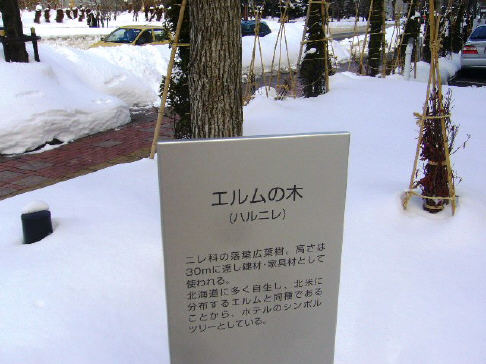 エルムの木
(ハルニレ)
ニレ科の落葉広葉樹。高さは
30mに達し建材・家具材として
使われる。
北海道に多く自生し、北米に
分布するエルムと同種である
ことから、ホテルのシンボル
ツリーとしている。